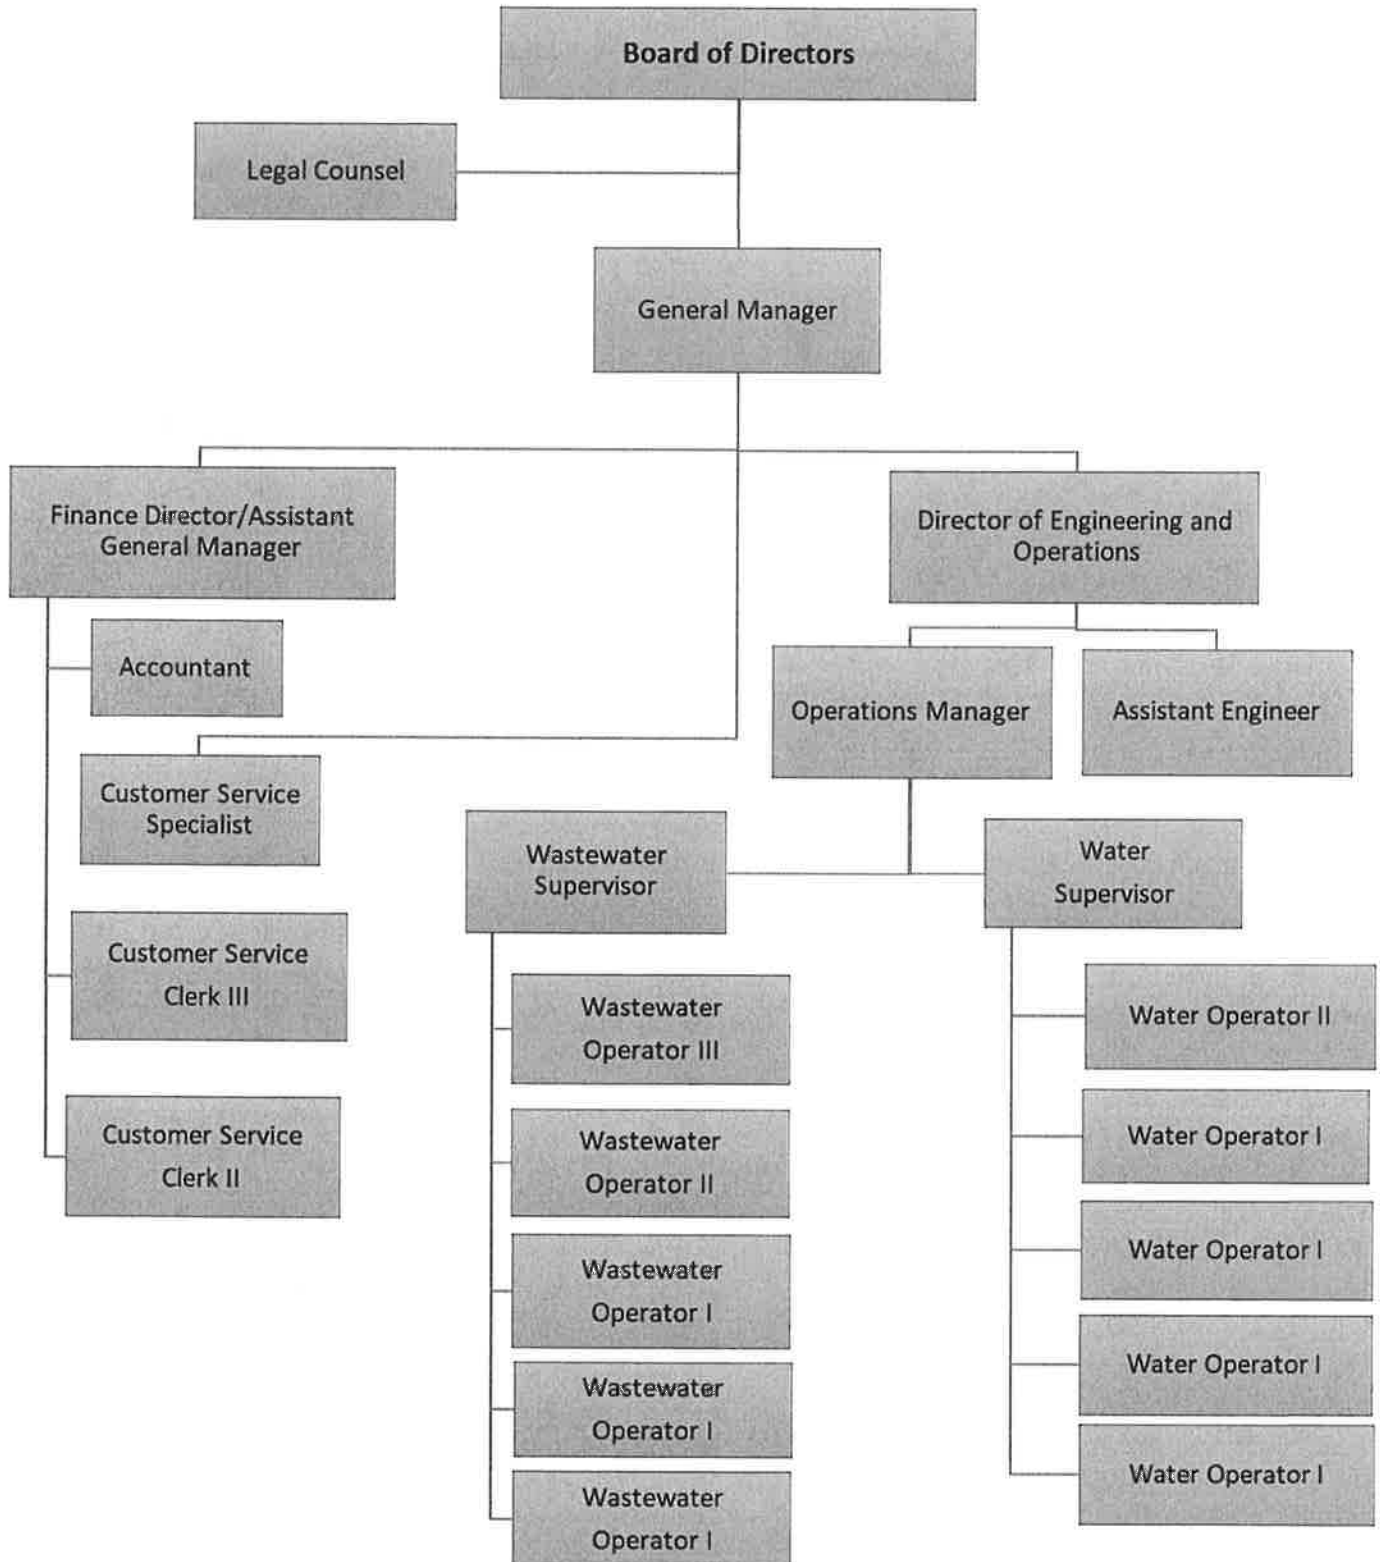 Board of Directors
Legal Counsel
General Manager
Finance Director/Assistant
General Manager
Director of Engineering and
Operations
Accountant
Operations Manager
Assistant Engineer
Customer Service
Specialist
Wastewater
Supervisor
Water
Supervisor
Customer Service
Clerk III
Customer Service
Clerk II
Wastewater
Operator III
Wastewater
Operator II
Wastewater
Operator I
Wastewater
Operator I
Wastewater
Operator I
Water Operator II
Water Operator I
Water Operator I
Water Operator I
Water Operator I